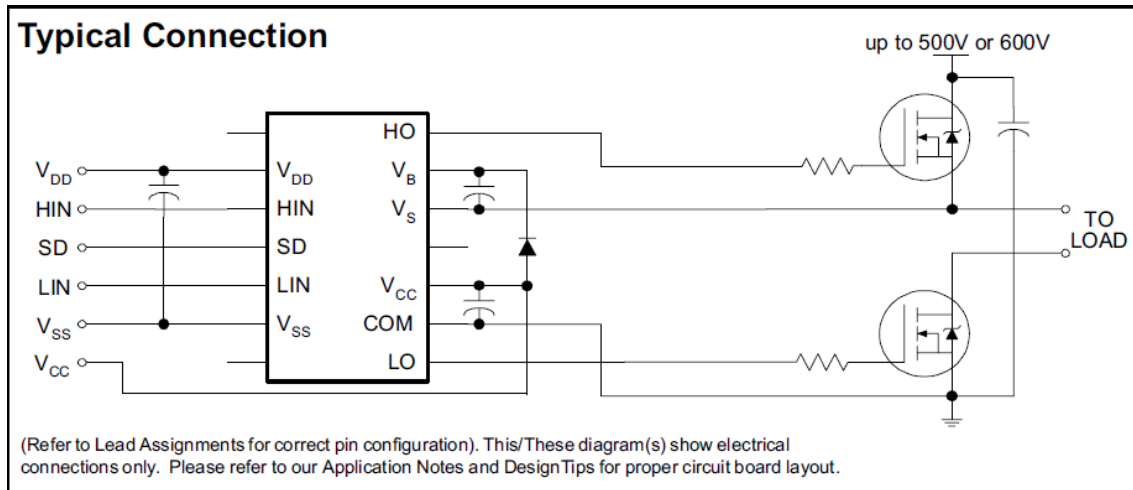 Typical Connection
up to 500V or 600V
HO
VDD VDD VB
HIN HIN VS
SD SD
TO
LOAD
LIN LIN VCC
VSS VSS COM
VCC LO
(Refer to Lead Assignments for correct pin configuration). This/These diagram(s) show electrical
connections only. Please refer to our Application Notes and DesignTips for proper circuit board layout.